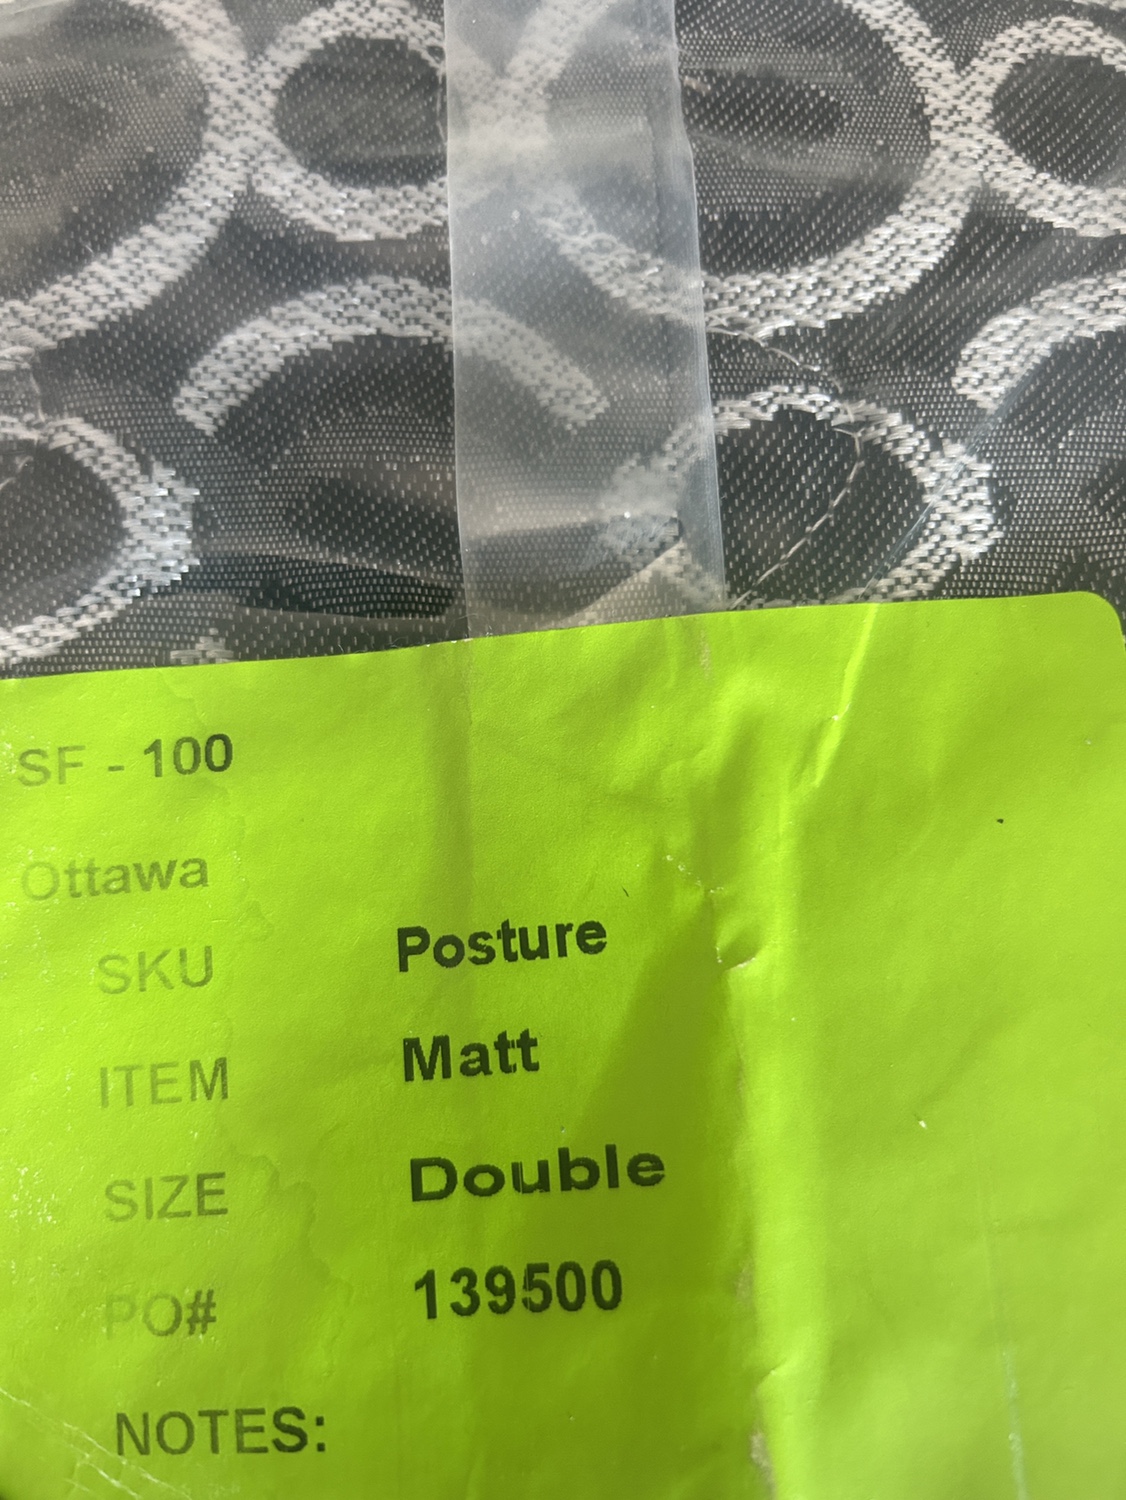 SF - 100
Ottawa
SKU Posture
ITEM Matt
SIZE Double
PO# 139500
NOTES: